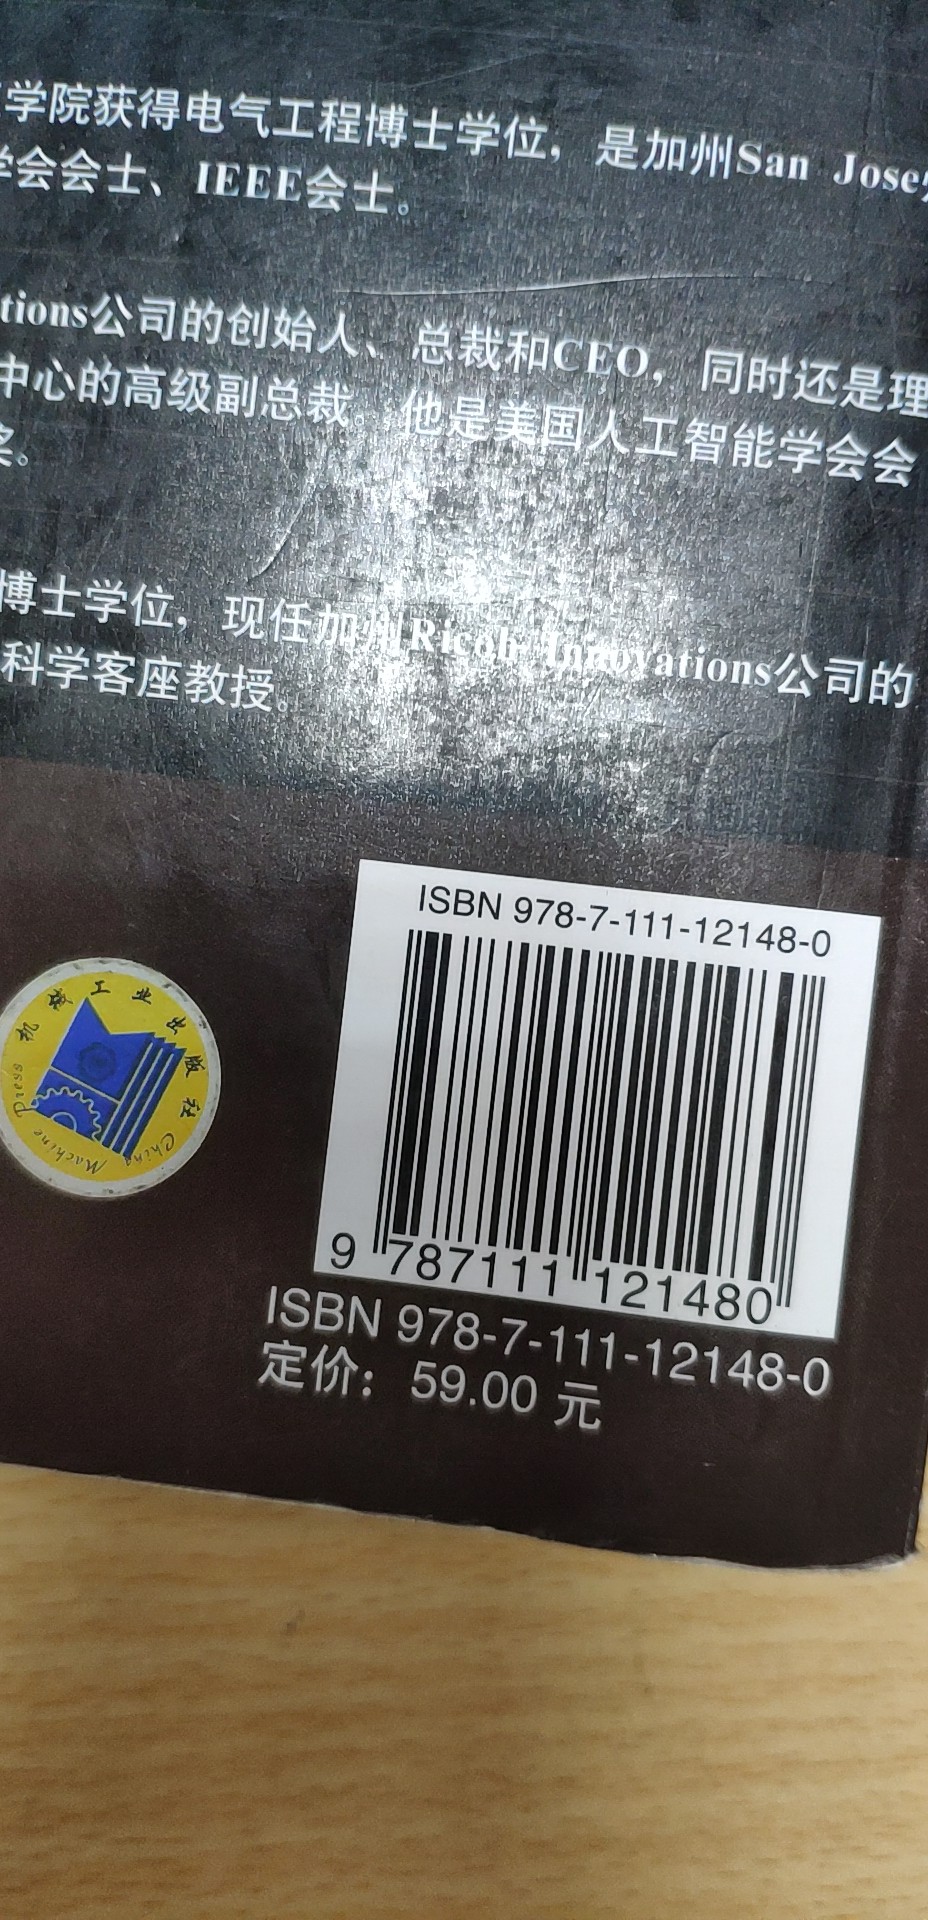 学院获得电气工程博士学位，是加州San Jose
学会会士、IEEE会士。
tions公司的创始人、总裁和CEO，同时还是理
中心的高级副总裁。他是美国人工智能学会会
奖。
博士学位，现任加州Ricoh Innovations公司的
科学客座教授。
ISBN 978-7-111-12148-0
9 787111 121480
机械工业出版社
China Machine Press
ISBN 978-7-111-12148-0
定价：59.00 元